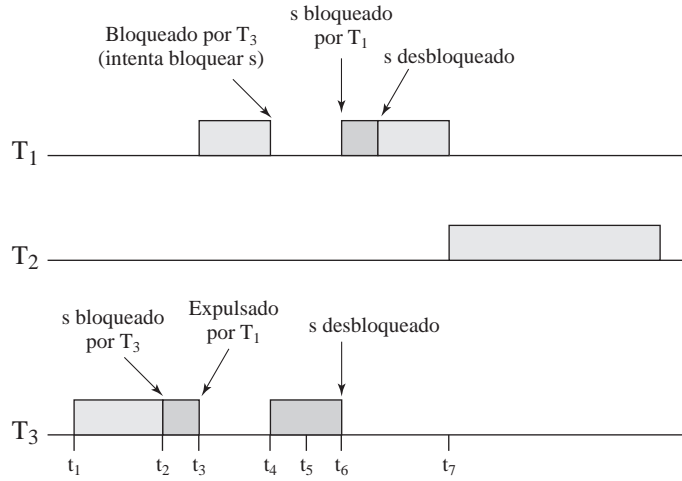 s bloqueado
por T1
Bloqueado por T3
(intenta bloquear s)
s desbloqueado
T1
T2
s bloqueado
por T3
Expulsado
por T1
s desbloqueado
T3
t1 t2 t3 t4 t5 t6 t7